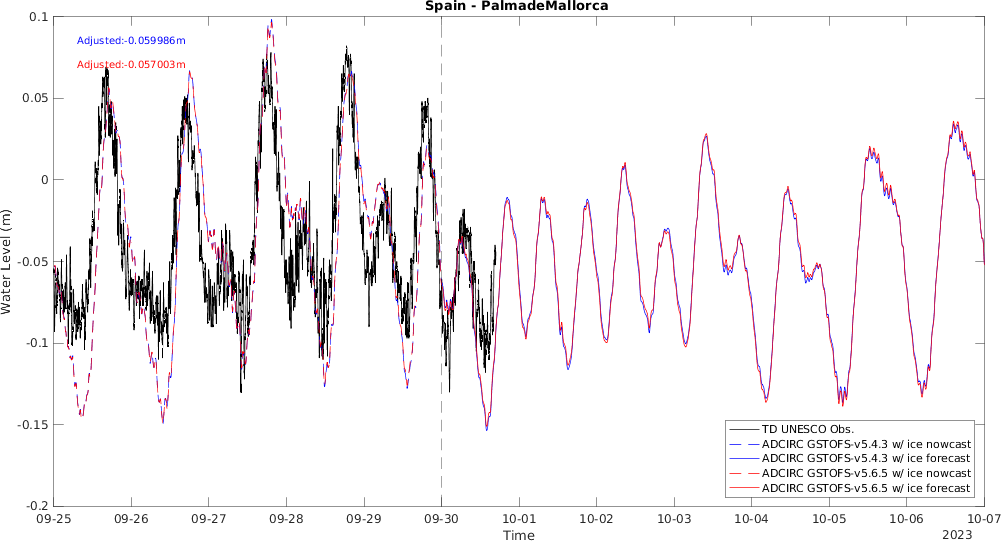 Spain - PalmadeMallorca
Adjusted:-0.059986m
Adjusted:-0.057003m
0.1
0.05
0
-0.05
-0.1
-0.15
-0.2
Water Level (m)
09-25 09-26 09-27 09-28 09-29 09-30 10-01 10-02 10-03 10-04 10-05 10-06 10-07
Time
2023
TD UNESCO Obs.
ADCIRC GSTOFS-v5.4.3 w/ ice nowcast
ADCIRC GSTOFS-v5.4.3 w/ ice forecast
ADCIRC GSTOFS-v5.6.5 w/ ice nowcast
ADCIRC GSTOFS-v5.6.5 w/ ice forecast